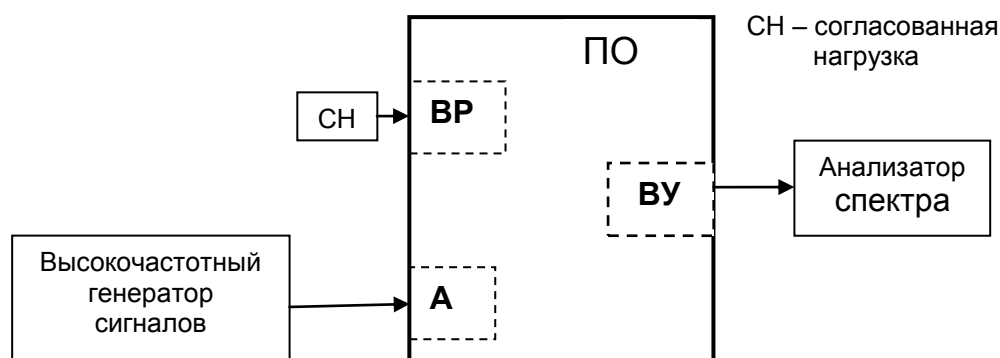 СН – согласованная
нагрузка
ПО
ВР
СН
ВУ
Анализатор
спектра
Высокочастотный
генератор
сигналов
А